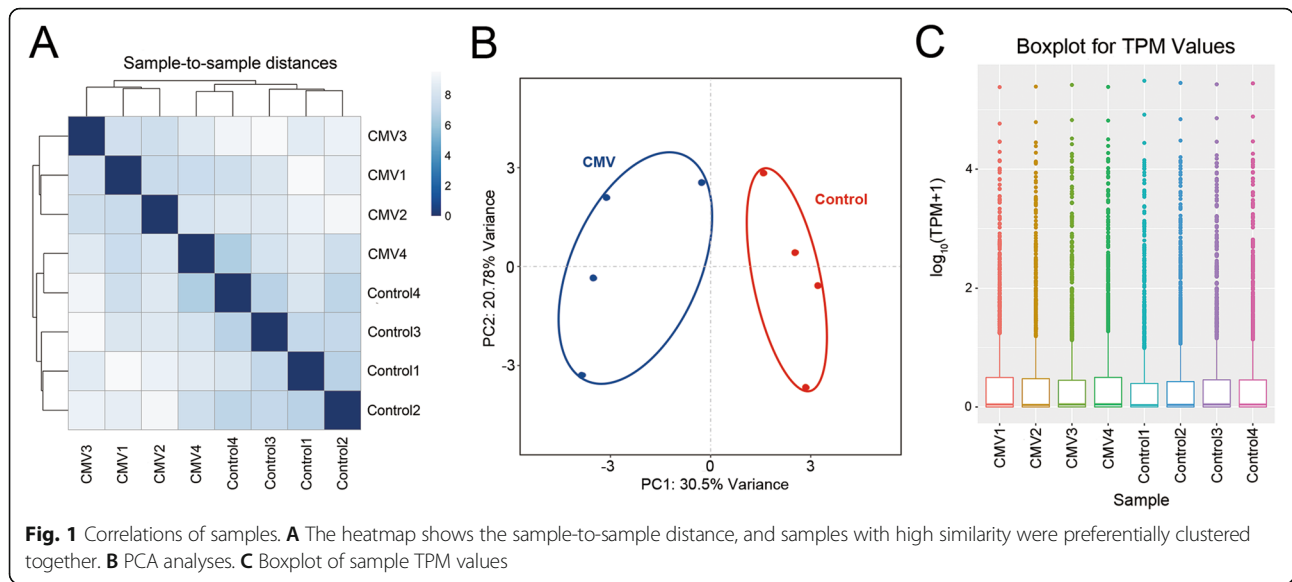 A
Sample-to-sample distances
8
6
4
2
0
CMV3
CMV1
CMV2
CMV4
Control4
Control3
Control1
Control2
CMV3
CMV1
CMV2
CMV4
Control4
Control3
Control1
Control2
B
PC2: 20.78% Variance
3
0
-3
CMV
Control
-3
0
3
PC1: 30.5% Variance
C
Boxplot for TPM Values
log10(TPM+1)
4
2
0
CMV1
CMV2
CMV3
CMV4
Control1
Control2
Control3
Control4
Sample
Fig. 1 Correlations of samples. A The heatmap shows the sample-to-sample distance, and samples with high similarity were preferentially clustered
together. B PCA analyses. C Boxplot of sample TPM values